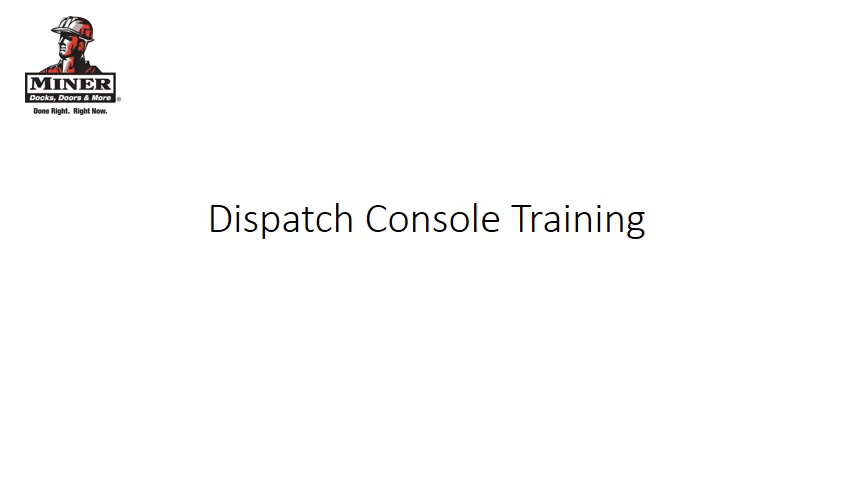 MINER
Docks, Doors & More®
Done Right. Right Now.
Dispatch Console Training